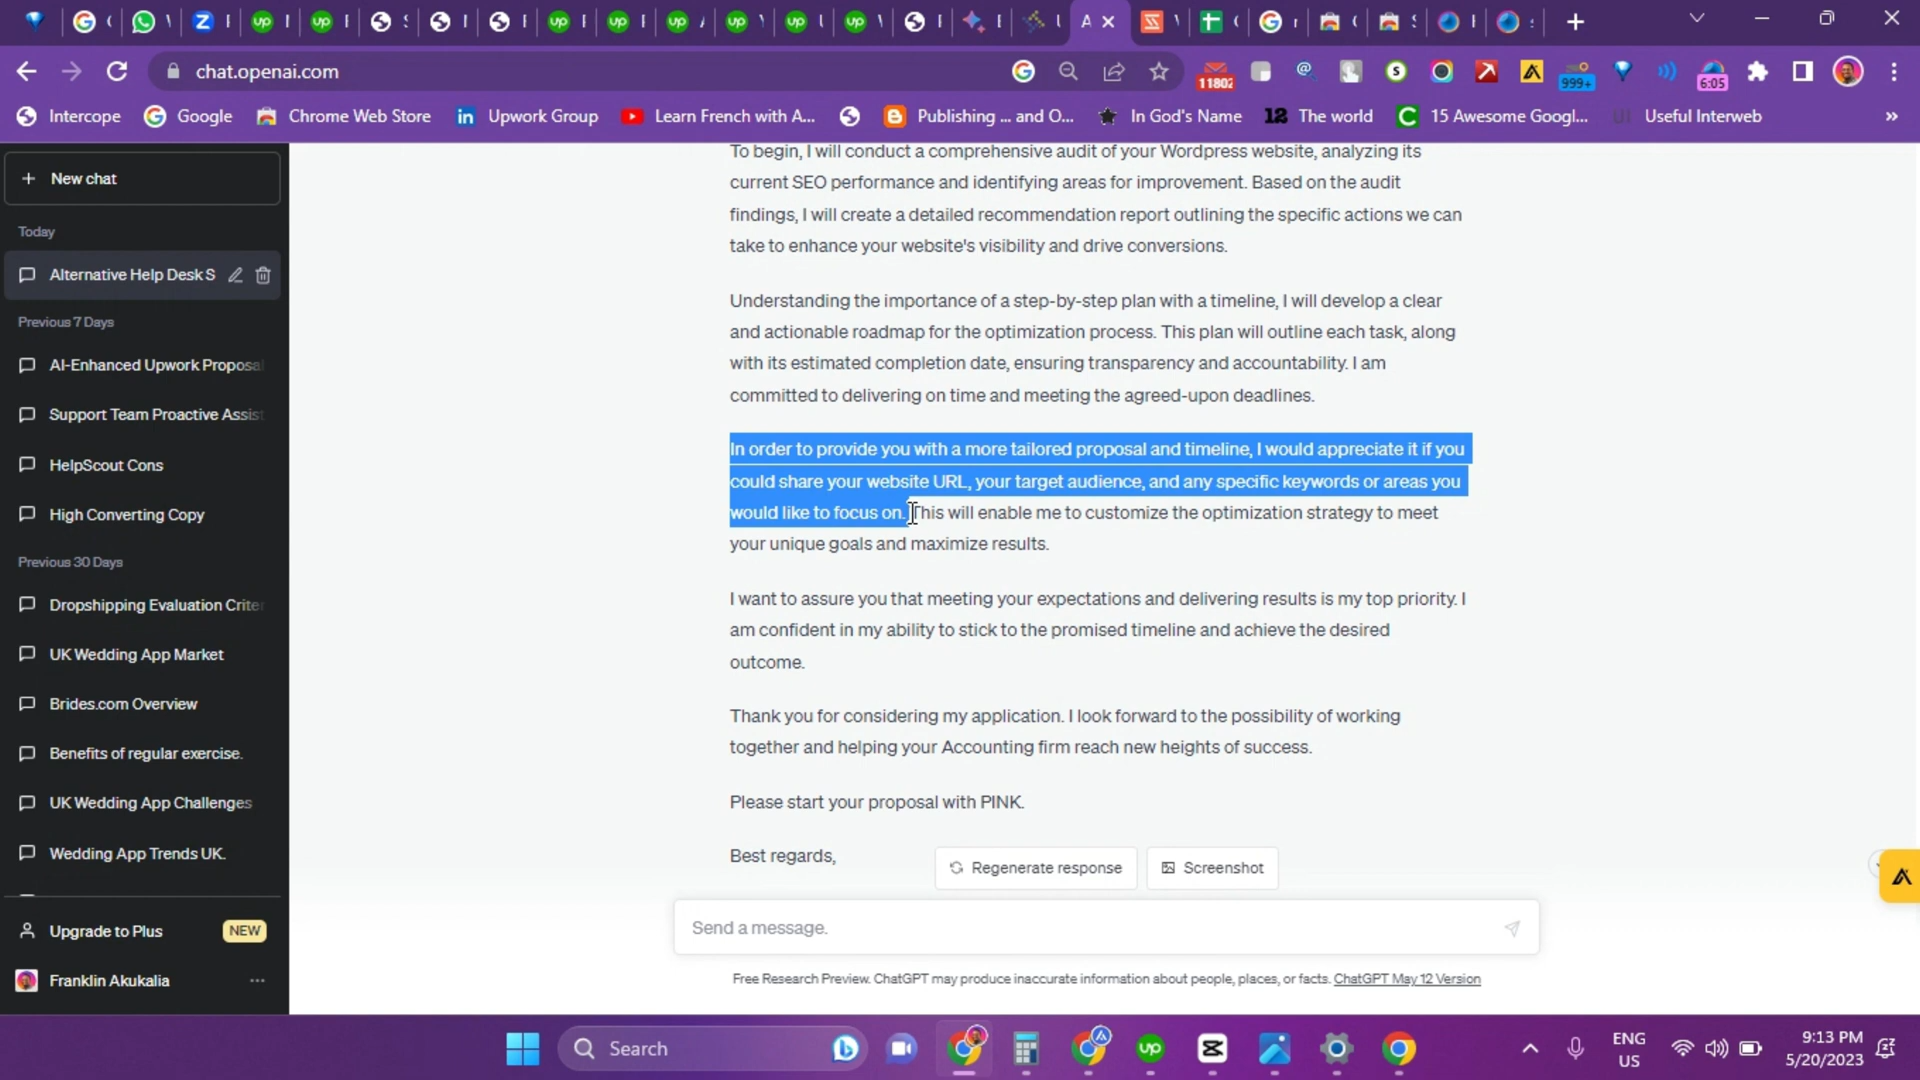 chat.openai.com
11802
999+
6:05
Intercope
Google
Chrome Web Store
Upwork Group
Learn French with A...
Publishing ... and O...
In God's Name
12 The world
15 Awesome Googl...
Useful Interweb
»
+ New chat
Today
Alternative Help Desk S
Previous 7 Days
AI-Enhanced Upwork Proposa
Support Team Proactive Assist
HelpScout Cons
High Converting Copy
Previous 30 Days
Dropshipping Evaluation Criter
UK Wedding App Market
Brides.com Overview
Benefits of regular exercise.
UK Wedding App Challenges
Wedding App Trends UK.
Upgrade to Plus NEW
Franklin Akukalia ...
To begin, I will conduct a comprehensive audit of your Wordpress website, analyzing its
current SEO performance and identifying areas for improvement. Based on the audit
findings, I will create a detailed recommendation report outlining the specific actions we can
take to enhance your website's visibility and drive conversions.
Understanding the importance of a step-by-step plan with a timeline, I will develop a clear
and actionable roadmap for the optimization process. This plan will outline each task, along
with its estimated completion date, ensuring transparency and accountability. I am
committed to delivering on time and meeting the agreed-upon deadlines.
In order to provide you with a more tailored proposal and timeline, I would appreciate it if you
could share your website URL, your target audience, and any specific keywords or areas you
would like to focus on. This will enable me to customize the optimization strategy to meet
your unique goals and maximize results.
I want to assure you that meeting your expectations and delivering results is my top priority. I
am confident in my ability to stick to the promised timeline and achieve the desired
outcome.
Thank you for considering my application. I look forward to the possibility of working
together and helping your Accounting firm reach new heights of success.
Please start your proposal with PINK.
Best regards,
Regenerate response
Screenshot
Send a message.
Free Research Preview. ChatGPT may produce inaccurate information about people, places, or facts. ChatGPT May 12 Version
Search
ENG
US
9:13 PM
5/20/2023